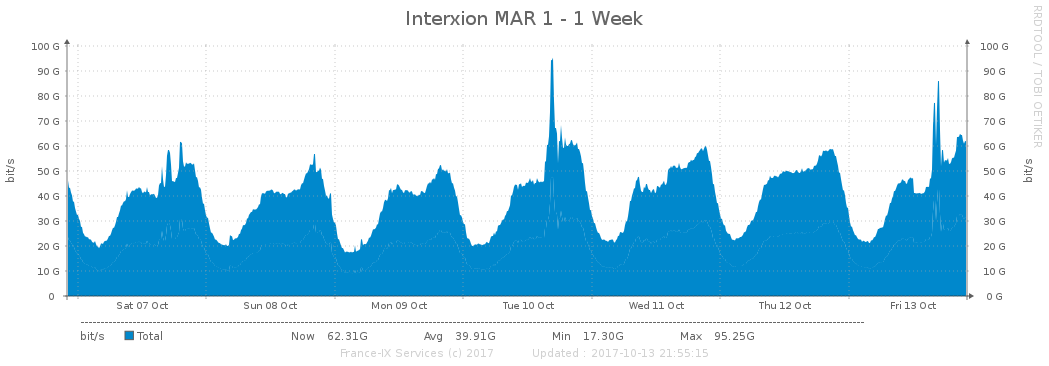 Interxion MAR 1 - 1 Week
RRDTOOL / TOBI OETIKER
bit/s
100 G 100 G
90 G 90 G
80 G 80 G
70 G 70 G
60 G 60 G
50 G 50 G
40 G 40 G
30 G 30 G
20 G 20 G
10 G 10 G
0 0 G
bit/s
Sat 07 Oct Sun 08 Oct Mon 09 Oct Tue 10 Oct Wed 11 Oct Thu 12 Oct Fri 13 Oct
bit/s Total Now 62.31G Avg 39.91G Min 17.30G Max 95.25G
France-IX Services (c) 2017 Updated : 2017-10-13 21:55:15